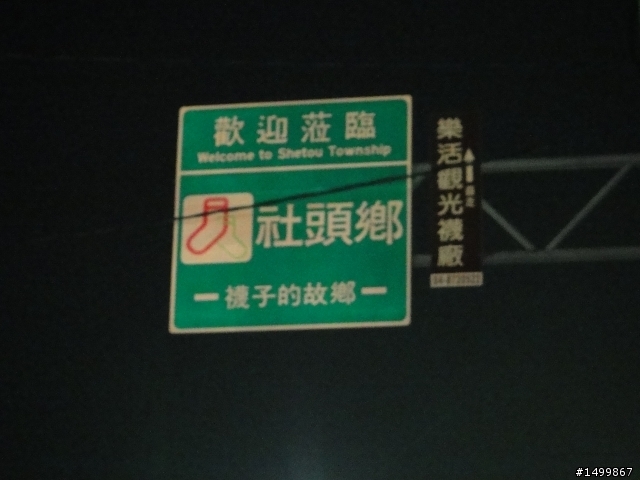 歡迎蒞臨
Welcome to Shetou Township
社頭鄉
襪子的故鄉
樂活觀光襪廠
#1499867